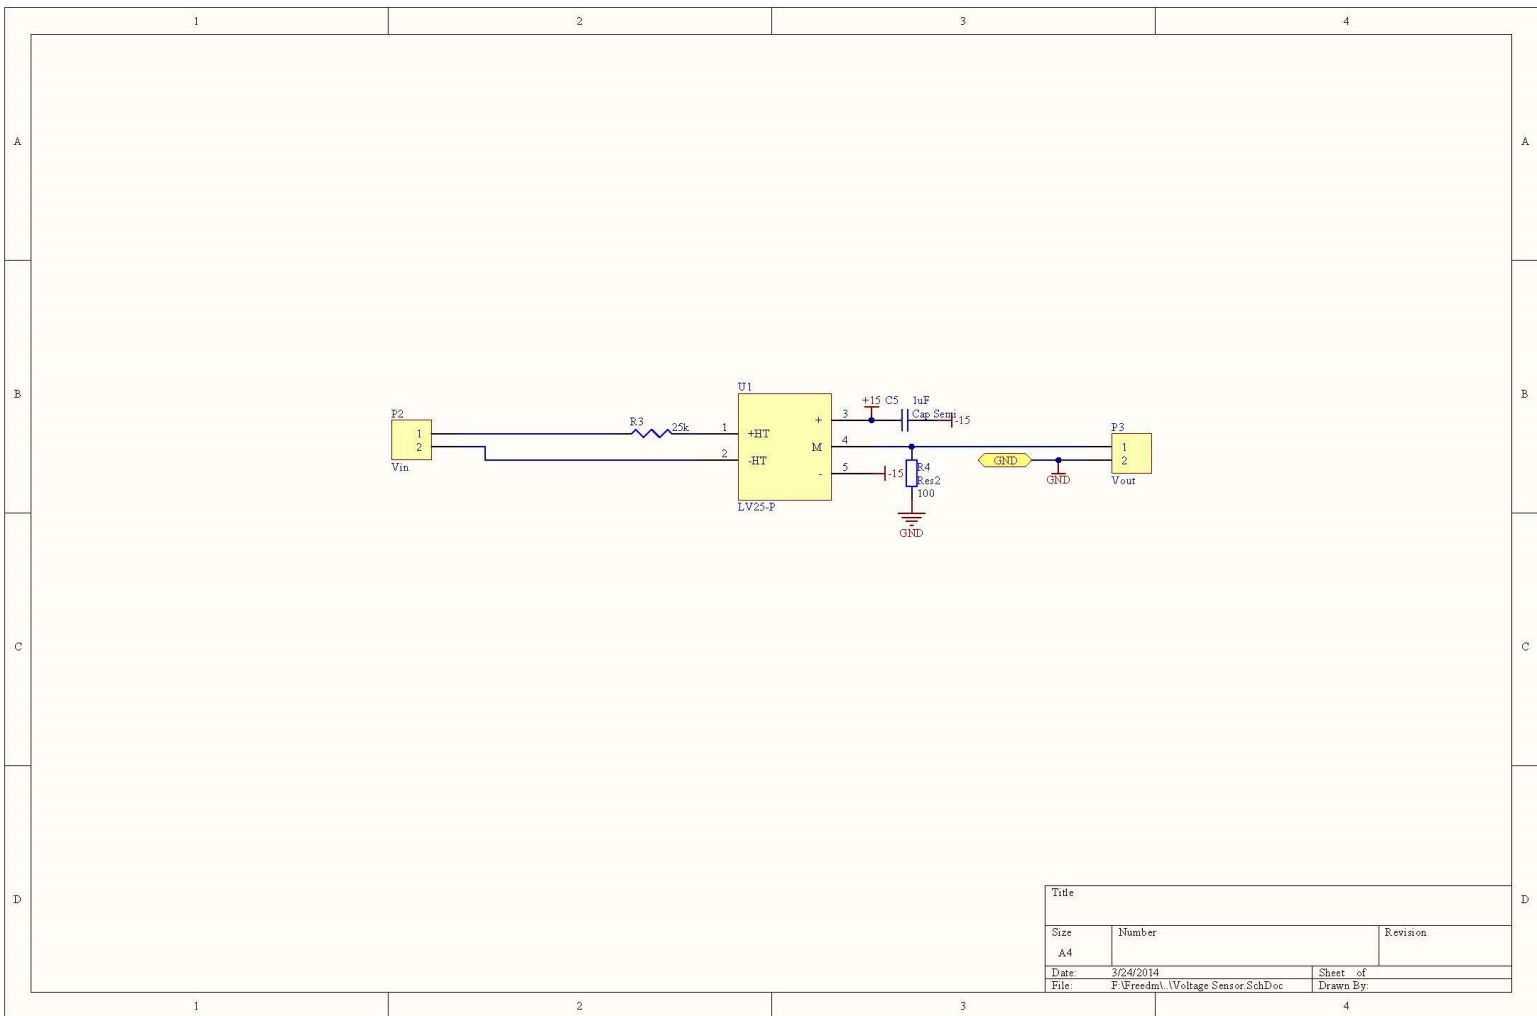 1 2 3 4
A A
B B
U1
P2
1
2
Vin
R3 25k
1 +HT
2 -HT
+ 3
M 4
- 5
LV25-P
+15 C5 1uF
Cap Semi
-15
-15
R4
Res2
100
GND
GND
GND
P3
1
2
Vout
C C
D D
Title
Size Number Revision
A4
Date: 3/24/2014 Sheet of
File: F:\Freedm\..\Voltage Sensor.SchDoc Drawn By:
1 2 3 4